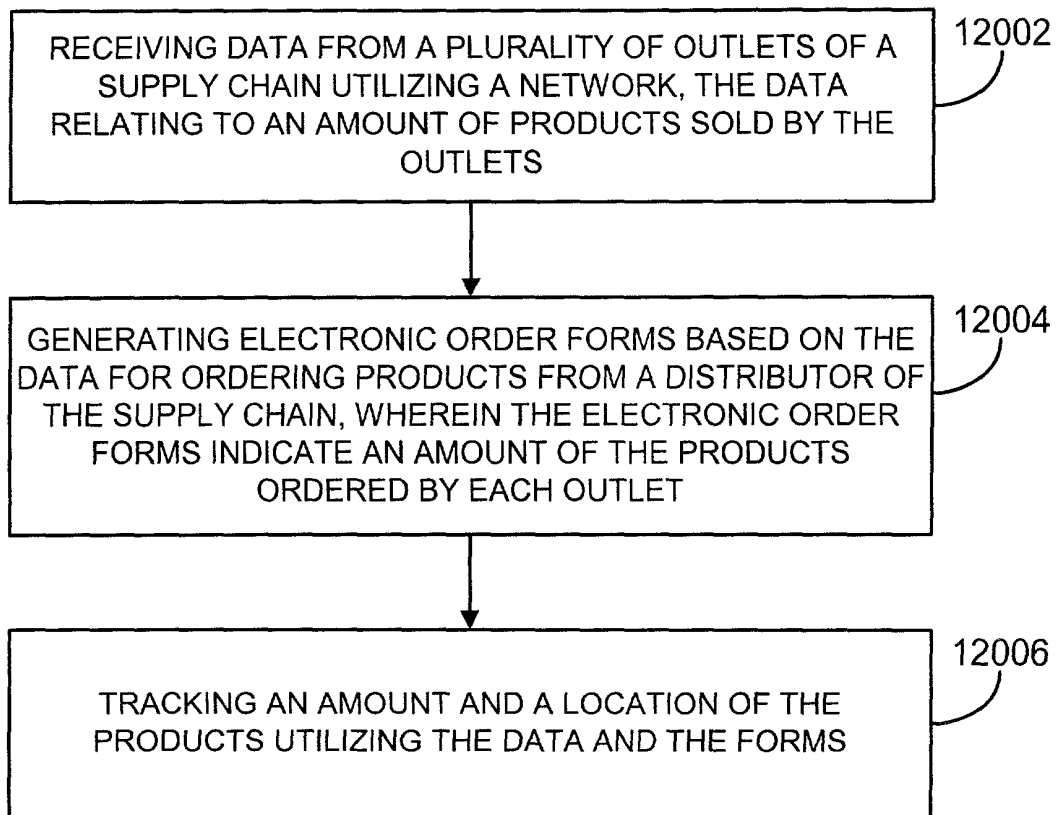 12002
RECEIVING DATA FROM A PLURALITY OF OUTLETS OF A
SUPPLY CHAIN UTILIZING A NETWORK, THE DATA
RELATING TO AN AMOUNT OF PRODUCTS SOLD BY THE
OUTLETS
12004
GENERATING ELECTRONIC ORDER FORMS BASED ON THE
DATA FOR ORDERING PRODUCTS FROM A DISTRIBUTOR OF
THE SUPPLY CHAIN, WHEREIN THE ELECTRONIC ORDER
FORMS INDICATE AN AMOUNT OF THE PRODUCTS
ORDERED BY EACH OUTLET
12006
TRACKING AN AMOUNT AND A LOCATION OF THE
PRODUCTS UTILIZING THE DATA AND THE FORMS